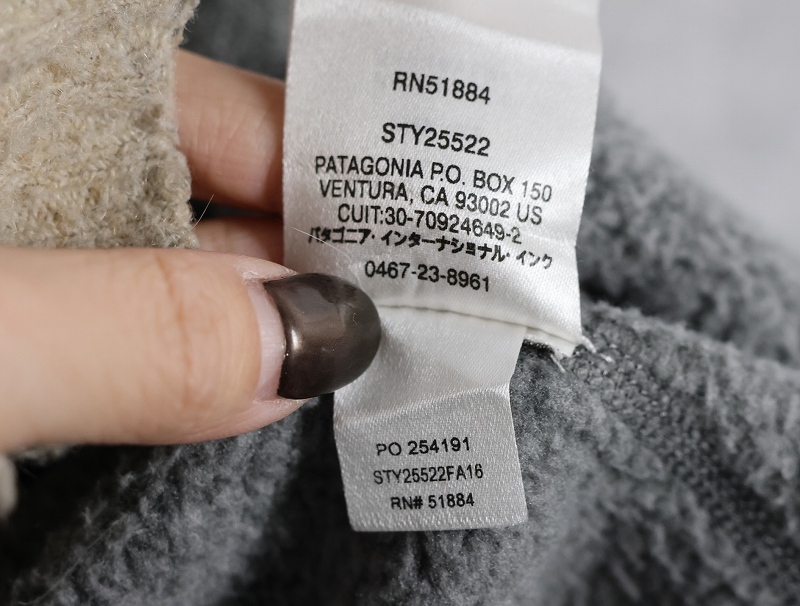 RN51884
STY25522
PATAGONIA P.O. BOX 150
VENTURA, CA 93002 US
CUIT:30-70924649-2
パタゴニア・インターナショナル・インク
0467-23-8961
PO 254191
STY25522FA16
RN# 51884